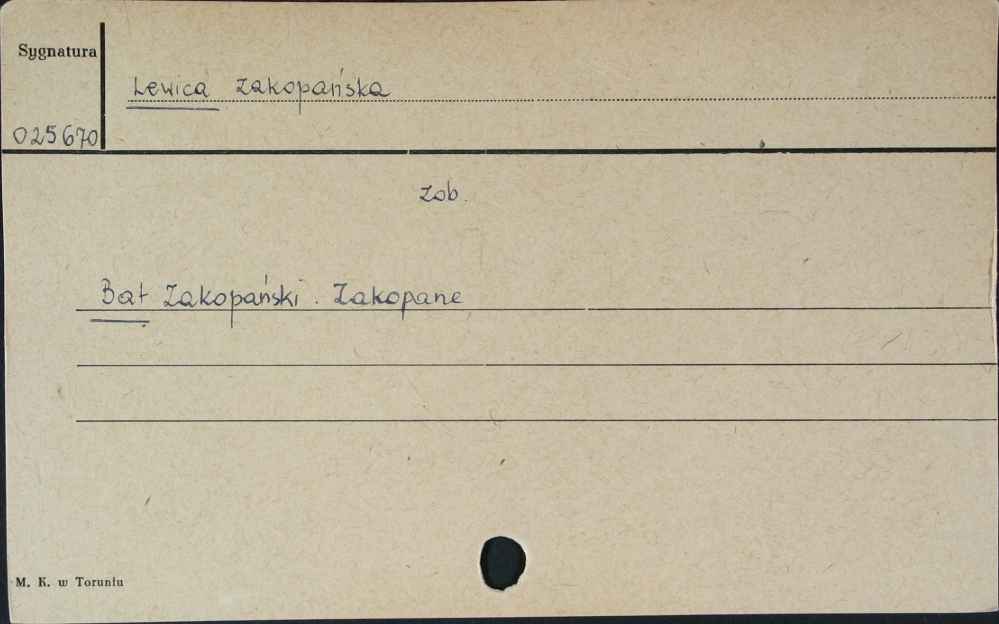 Sygnatura
Lewica Zakopańska
025670
Zob.
Bat Zakopański. Zakopane
M. K. w Toruniu